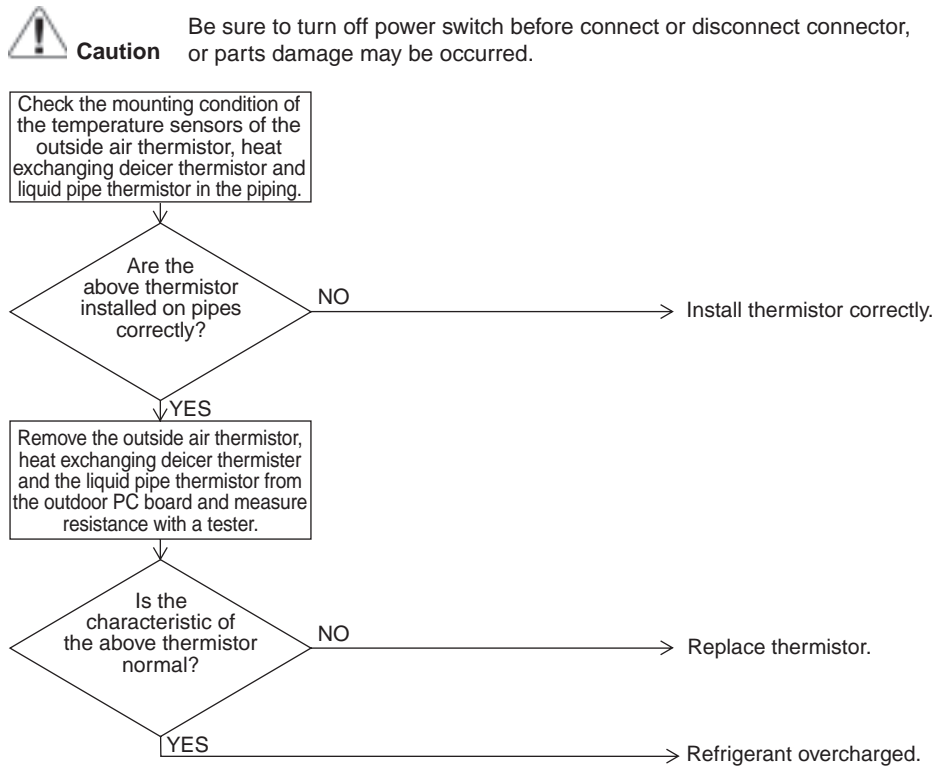 Be sure to turn off power switch before connect or disconnect connector,
Caution
or parts damage may be occurred.
Check the mounting condition of
the temperature sensors of the
outside air thermistor, heat
exchanging deicer thermistor and
liquid pipe thermistor in the piping.
Are the
above thermistor
installed on pipes
correctly?
NO
Install thermistor correctly.
YES
Remove the outside air thermistor,
heat exchanging deicer thermister
and the liquid pipe thermistor from
the outdoor PC board and measure
resistance with a tester.
Is the
characteristic of
the above thermistor
normal?
NO
Replace thermistor.
YES
Refrigerant overcharged.